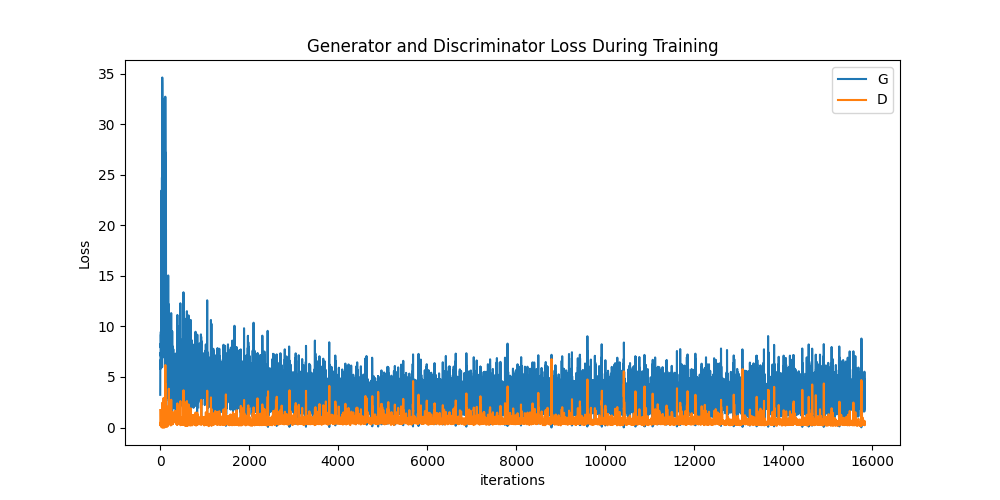 Generator and Discriminator Loss During Training
G
D
35
30
25
20
15
10
5
0
Loss
0 2000 4000 6000 8000 10000 12000 14000 16000
iterations